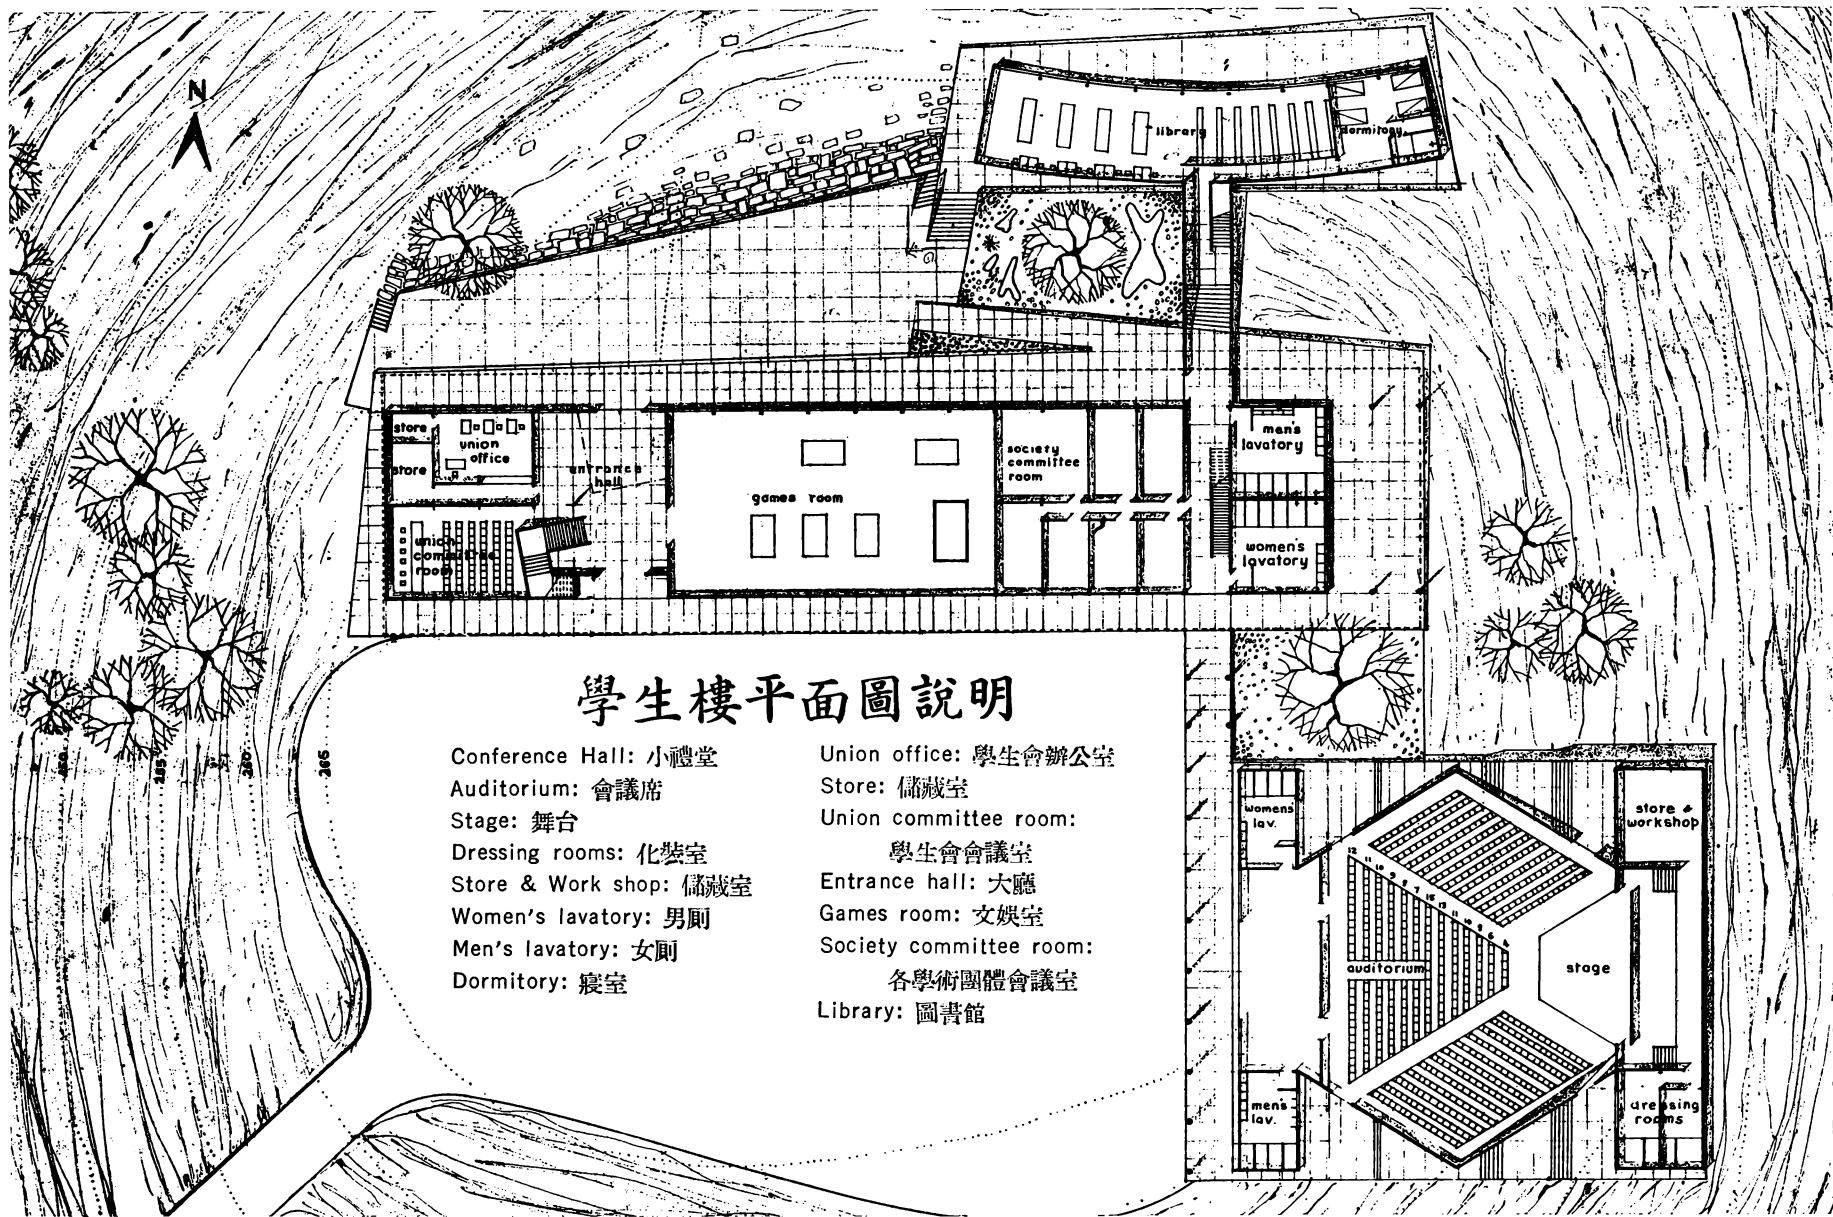 N
library
dormitory
store
union
office
store
entrance
hall
games room
society
committee
room
men's
lavatory
union
committee
room
women's
lavatory
學生樓平面圖說明
Conference Hall: 小禮堂
Auditorium: 會議席
Stage: 舞台
Dressing rooms: 化裝室
Store & Work shop: 儲藏室
Women's lavatory: 男厠
Men's lavatory: 女厠
Dormitory: 寢室
Union office: 學生會辦公室
Store: 儲藏室
Union committee room:
學生會會議室
Entrance hall: 大廳
Games room: 文娛室
Society committee room:
各學術團體會議室
Library: 圖書館
260
266
womens
lav.
store &
workshop
auditorium
stage
men's
lav.
dressing
rooms